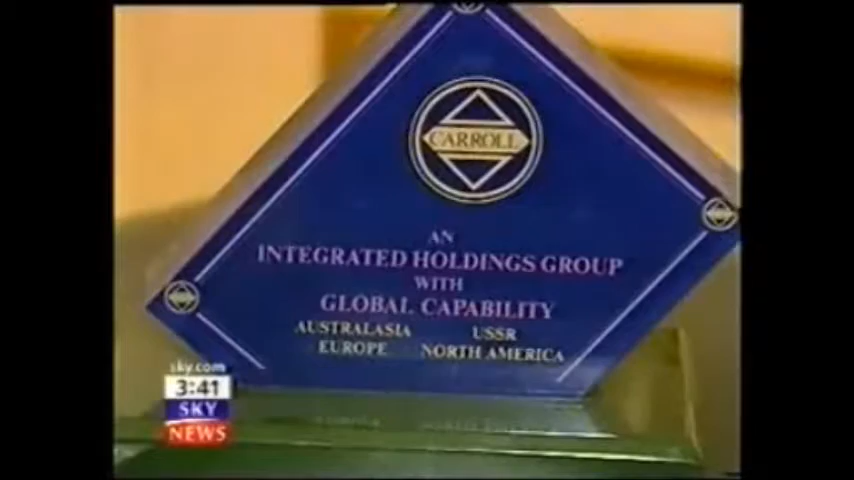 CARROLL
AN
INTEGRATED HOLDINGS GROUP
WITH
GLOBAL CAPABILITY
AUSTRALASIA USSR
EUROPE NORTH AMERICA
sky.com
3:41
SKY
NEWS